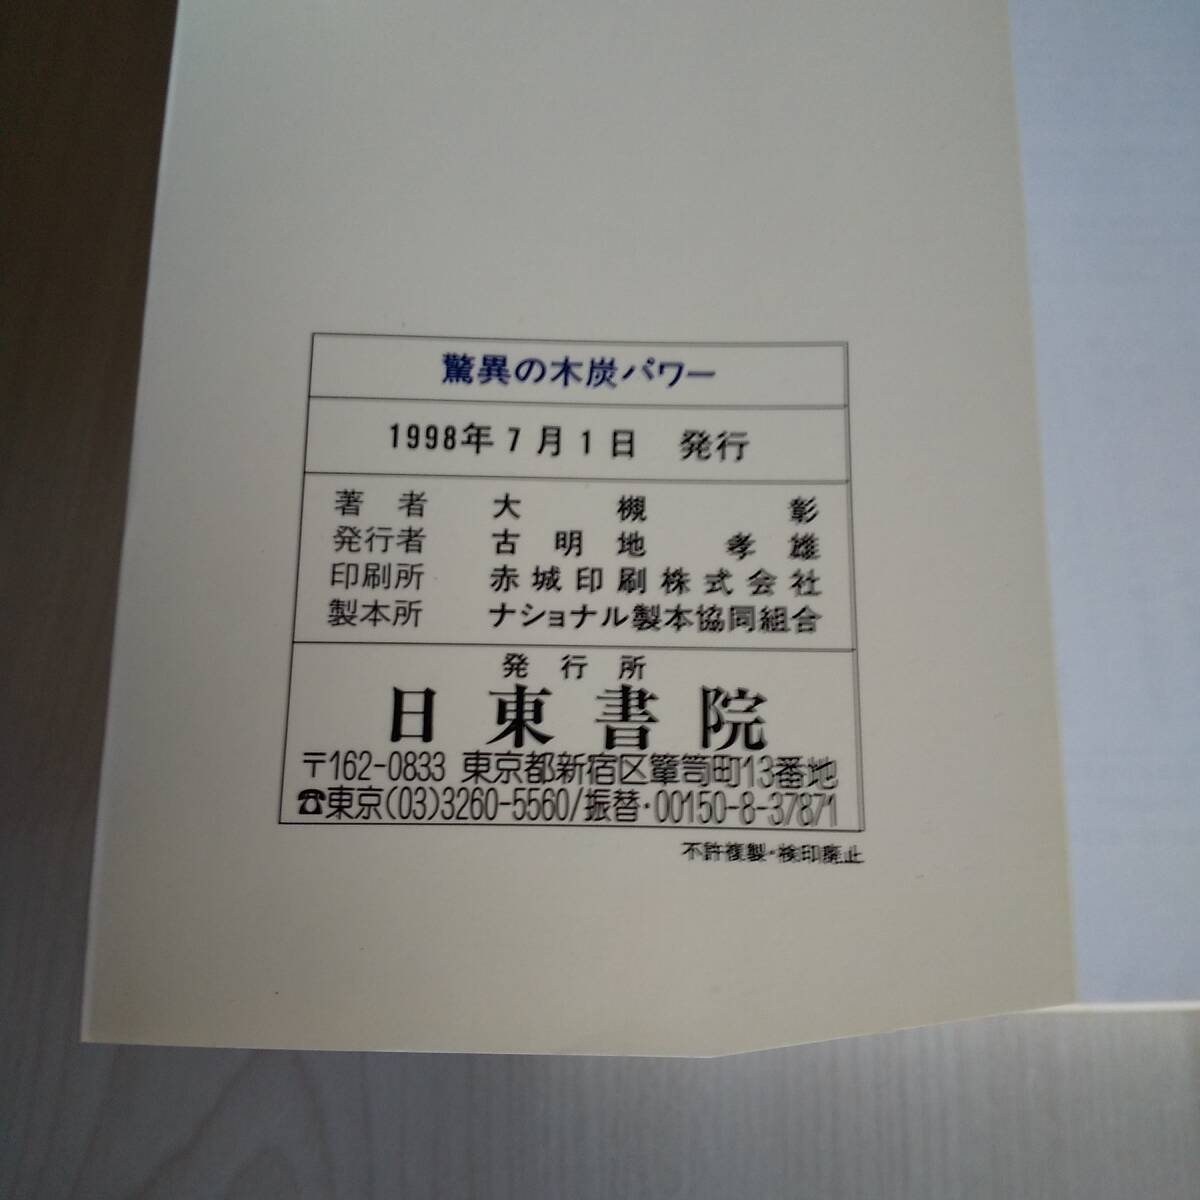 驚異の木炭パワー
1998年7月1日 発行
著者 大槻彰
発行者 古明地孝雄
印刷所 赤城印刷株式会社
製本所 ナショナル製本協同組合
発行所
日東書院
〒162-0833 東京都新宿区簞笥町13番地
☎東京(03)3260-5560/振替・00150-8-37871
不許複製・検印廃止